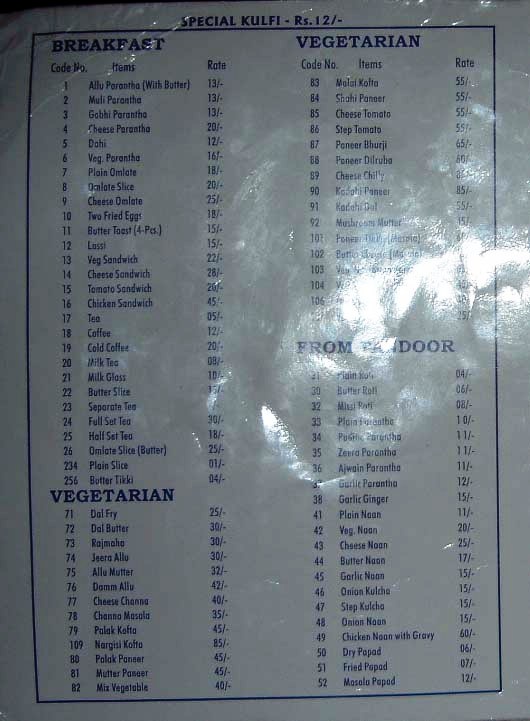 SPECIAL KULFI - Rs.12/-
BREAKFAST
Code No. Items Rate
1 Allu Parantha (With Butter) 13/-
2 Muli Parantha 13/-
3 Gobhi Parantha 13/-
4 Cheese Parantha 20/-
5 Dahi 12/-
6 Veg. Parantha 16/-
7 Plain Omlate 18/-
8 Omlate Slice 20/-
9 Cheese Omlate 25/-
10 Two Fried Eggs 18/-
11 Butter Toast (4-Pcs.) 15/-
12 Lassi 15/-
13 Veg Sandwich 22/-
14 Cheese Sandwich 28/-
15 Tomato Sandwich 20/-
16 Chicken Sandwich 45/-
17 Tea 05/-
18 Coffee 12/-
19 Cold Coffee 20/-
20 Milk Tea 08/-
21 Milk Glass 10/-
22 Butter Slice
23 Separate Tea
24 Full Set Tea 30/-
25 Half Set Tea 18/-
26 Omlate Slice (Butter) 25/-
234 Plain Slice 01/-
256 Butter Tikki 04/-
VEGETARIAN
71 Dal Fry 25/-
72 Dal Butter 30/-
73 Rajmaha 30/-
74 Jeera Allu 30/-
75 Allu Mutter 32/-
76 Damm Allu 42/-
77 Cheese Channa 40/-
78 Channa Masala 35/-
79 Palak Kofta 45/-
109 Nargisi Kofta 85/-
80 Palak Paneer 45/-
81 Mutter Paneer 45/-
82 Mix Vegetable 40/-
VEGETARIAN
Code No. Items Rate
83 Malai Kofta 55/-
84 Shahi Paneer 55/-
85 Cheese Tomato 55/-
86 Step Tomato 55/-
87 Paneer Bhurji 65/-
88 Paneer Dilruba 60/-
89 Cheese Chilly
90 Kadahi Paneer 85/-
91 Kadahi Dal 55/-
92 Mushroom Mutter
101 Paneer (Masala)
102 Butter
103
104
106
FROM TANDOOR
31 Plain Roti 04/-
30 Butter Roti 06/-
32 Missi Roti 08/-
33 Plain Parantha 10/-
34 Parantha 11/-
35 Zeera Parantha 11/-
36 Ajwain Parantha 11/-
37 Garlic Parantha 12/-
38 Garlic Ginger 15/-
41 Plain Naan 11/-
42 Veg. Naan 20/-
43 Cheese Naan 25/-
44 Butter Naan 17/-
45 Garlic Naan 15/-
46 Onion Kulcha 15/-
47 Step Kulcha 15/-
48 Onion Naan 15/-
49 Chicken Naan with Gravy 60/-
50 Dry Papad 06/-
51 Fried Papad 07/-
52 Masala Papad 12/-